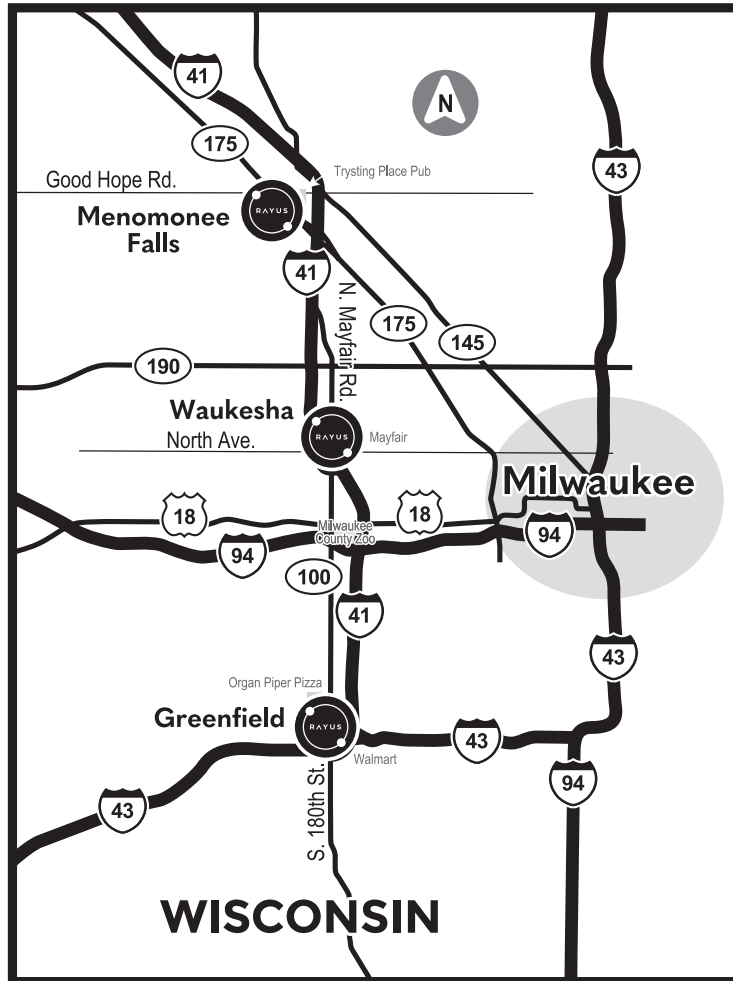 41
N
175
43
Trysting Place Pub
Good Hope Rd.
RAYUS
Menomonee
Falls
41
N. Mayfair Rd.
175
145
190
Waukesha
RAYUS
Mayfair
North Ave.
Milwaukee
18
18
Milwaukee
County Zoo
94
94
100
41
43
Organ Piper Pizza
Greenfield
RAYUS
43
Walmart
94
43
S. 180th St.
WISCONSIN